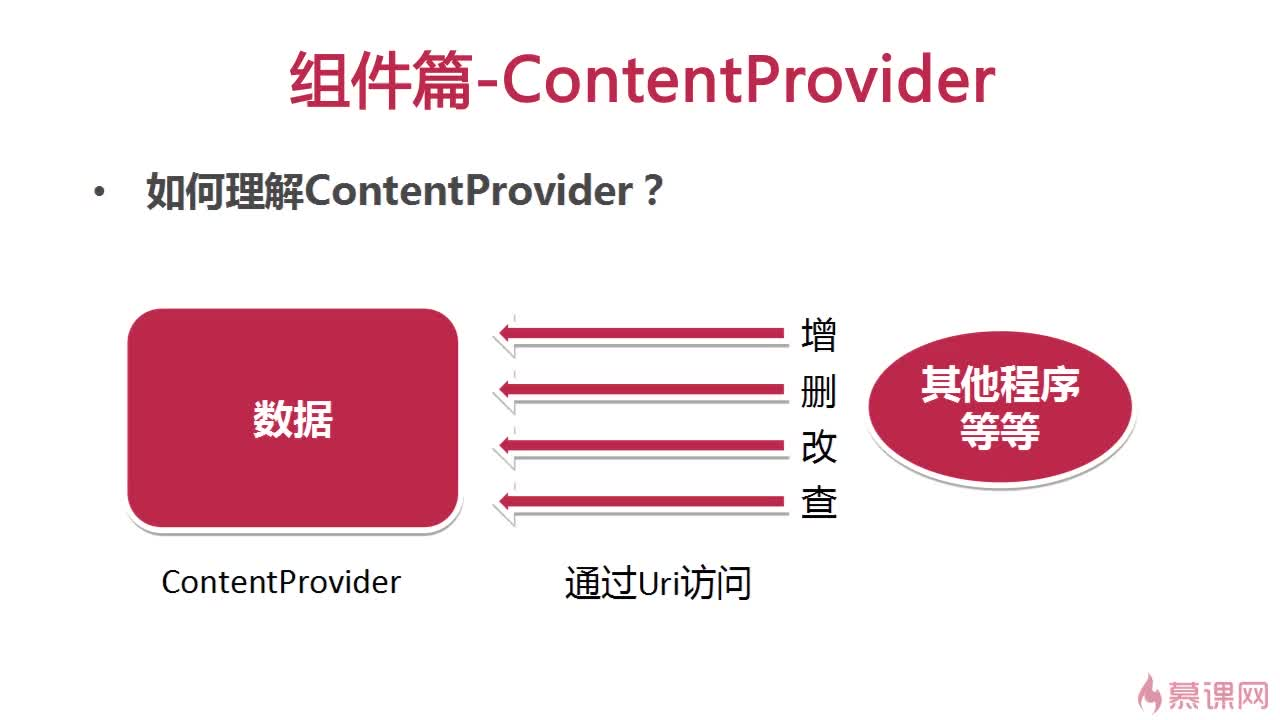 组件篇-ContentProvider
• 如何理解ContentProvider？
数据
增
删
改
查
其他程序
等等
ContentProvider
通过Uri访问
慕课网